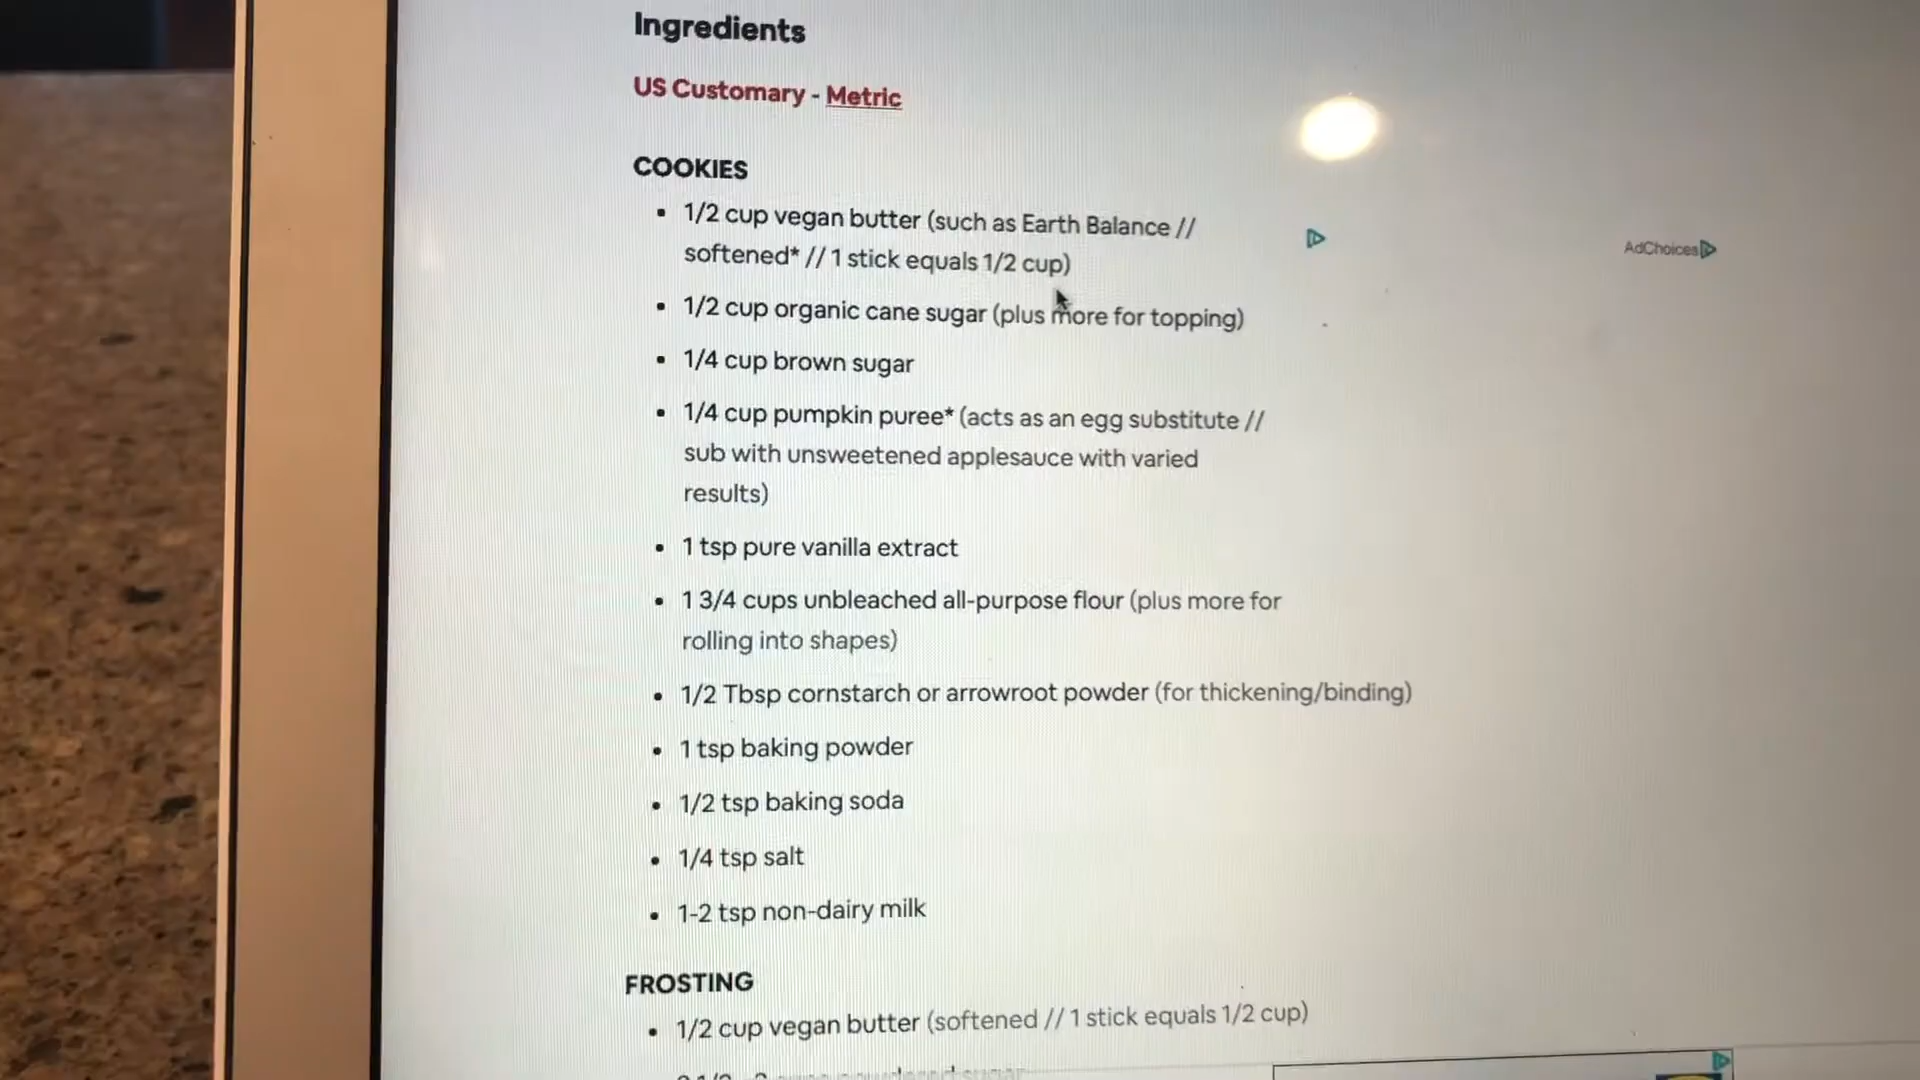 Ingredients
US Customary - Metric
COOKIES
1/2 cup vegan butter (such as Earth Balance //
softened* // 1 stick equals 1/2 cup)
AdChoices
1/2 cup organic cane sugar (plus more for topping)
1/4 cup brown sugar
1/4 cup pumpkin puree* (acts as an egg substitute //
sub with unsweetened applesauce with varied
results)
1 tsp pure vanilla extract
1 3/4 cups unbleached all-purpose flour (plus more for
rolling into shapes)
1/2 Tbsp cornstarch or arrowroot powder (for thickening/binding)
1 tsp baking powder
1/2 tsp baking soda
1/4 tsp salt
1-2 tsp non-dairy milk
FROSTING
1/2 cup vegan butter (softened // 1 stick equals 1/2 cup)